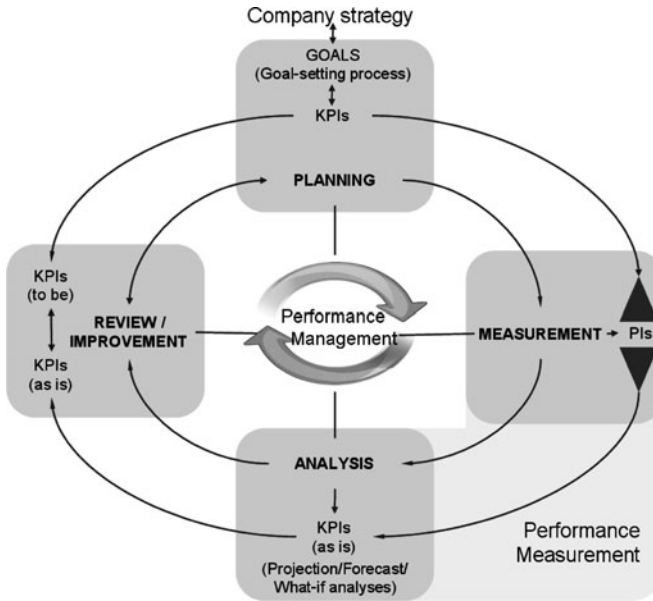 Company strategy
GOALS
(Goal-setting process)
KPIs
PLANNING
KPIs
(to be)
REVIEW /
IMPROVEMENT
KPIs
(as is)
Performance
Management
MEASUREMENT
PIs
ANALYSIS
KPIs
(as is)
(Projection/Forecast/
What-if analyses)
Performance
Measurement